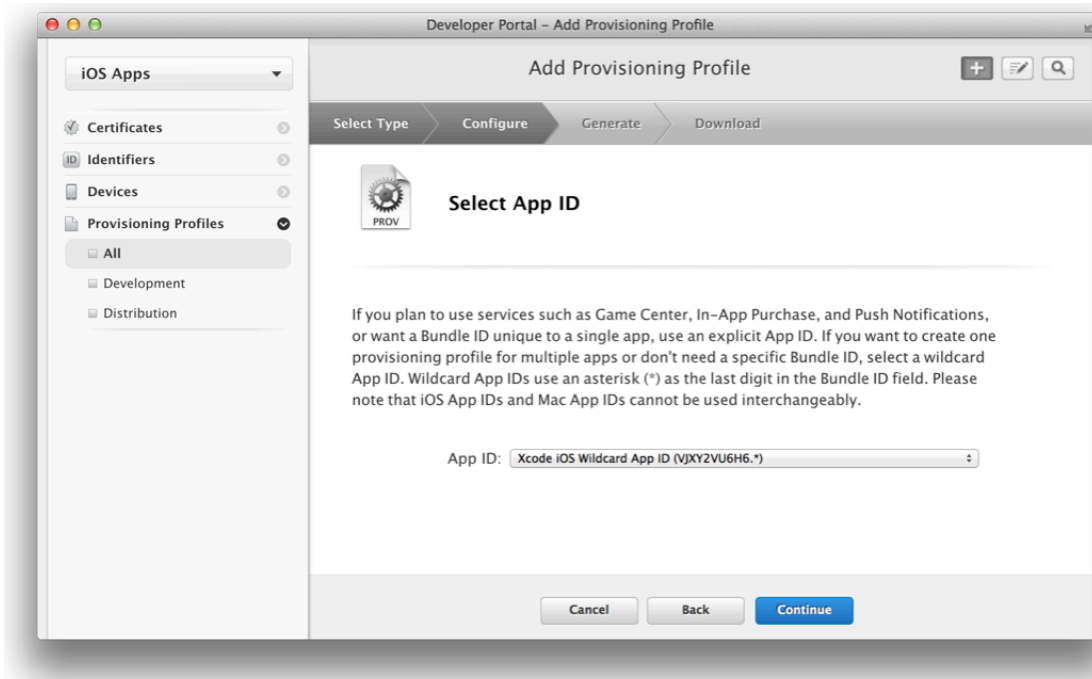 Developer Portal – Add Provisioning Profile
iOS Apps
Add Provisioning Profile
Certificates
ID Identifiers
Devices
Provisioning Profiles
All
Development
Distribution
Select Type
Configure
Generate
Download
PROV
Select App ID
If you plan to use services such as Game Center, In-App Purchase, and Push Notifications,
or want a Bundle ID unique to a single app, use an explicit App ID. If you want to create one
provisioning profile for multiple apps or don't need a specific Bundle ID, select a wildcard
App ID. Wildcard App IDs use an asterisk (*) as the last digit in the Bundle ID field. Please
note that iOS App IDs and Mac App IDs cannot be used interchangeably.
App ID: Xcode iOS Wildcard App ID (VJXY2VU6H6.*)
Cancel
Back
Continue